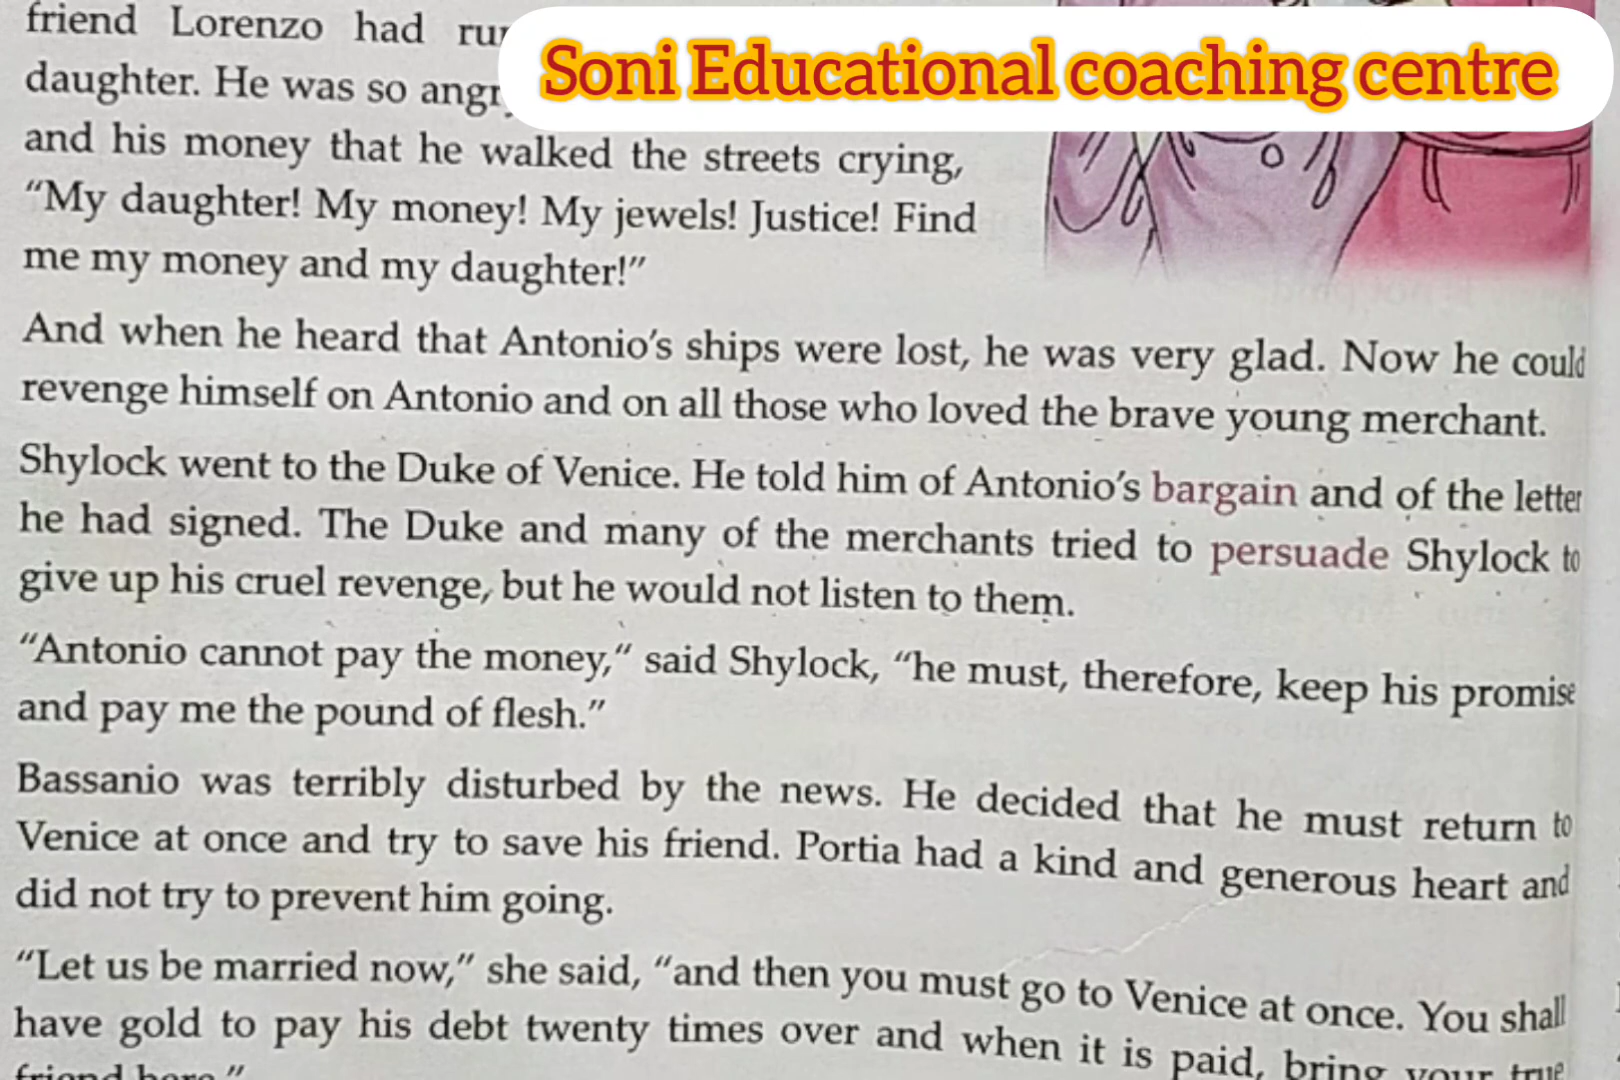 friend Lorenzo had
Soni Educational coaching centre
daughter. He was so
and his money that he walked the streets crying,
“My daughter! My money! My jewels! Justice! Find
me my money and my daughter!”
And when he heard that Antonio’s ships were lost, he was very glad. Now he could
revenge himself on Antonio and on all those who loved the brave young merchant.
Shylock went to the Duke of Venice. He told him of Antonio’s bargain and of the letter
he had signed. The Duke and many of the merchants tried to persuade Shylock to
give up his cruel revenge, but he would not listen to them.
“Antonio cannot pay the money,” said Shylock, “he must, therefore, keep his promise
and pay me the pound of flesh.”
Bassanio was terribly disturbed by the news. He decided that he must return to
Venice at once and try to save his friend. Portia had a kind and generous heart and
did not try to prevent him going.
“Let us be married now,” she said, “and then you must go to Venice at once. You shall
have gold to pay his debt twenty times over and when it is paid, bring your true
friend here.”